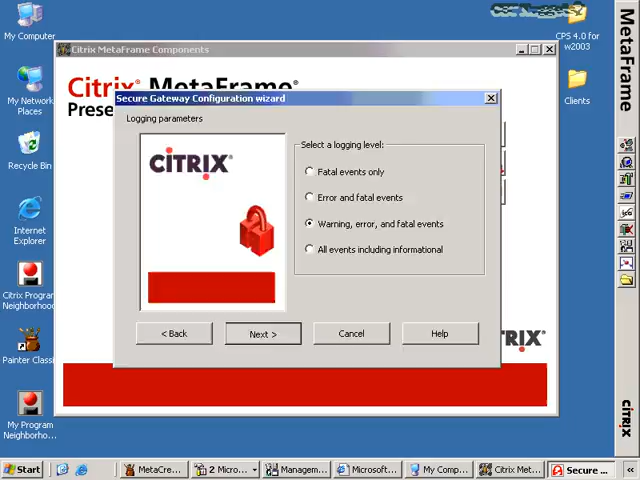 My Computer
CPS 4.0 for
w2003
MetaFrame
Citrix MetaFrame Components
Citrix MetaFrame
Prese
Secure Gateway Configuration wizard
Logging parameters
My Network
Places
Clients
CITRIX
Select a logging level:
Fatal events only
Error and fatal events
Warning, error, and fatal events
All events including informational
Recycle Bin
Internet
Explorer
Citrix Program
Neighborhood
< Back
Next >
Cancel
Help
TRIX
Painter Classi
My Program
Neighborhoo...
CITRIX
Start
MetaCre...
2 Micro...
Managem...
Microsoft...
My Comp...
Citrix Met...
Secure ...
«